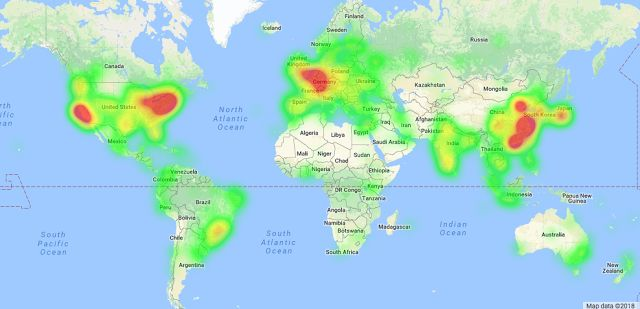 Iceland
Finland
Russia
Sweden
Norway
Canada
United
Kingdom
Poland
Germany
Ukraine
France
Kazakhstan
Mongolia
Italy
Spain
United States
Turkey
China
South Korea
Japan
North
Atlantic
Ocean
Iraq
Iran
Afghanistan
Pakistan
Mexico
Algeria
Libya
Egypt
Saudi Arabia
India
Mali
Niger
Chad
Sudan
Thailand
Venezuela
Colombia
Nigeria
Ethiopia
DR Congo
Kenya
Indonesia
Papua New
Guinea
Peru
Brazil
Tanzania
Bolivia
Angola
Namibia
Botswana
Madagascar
Indian
Ocean
Australia
South
Pacific
Ocean
Chile
South
Atlantic
Ocean
South Africa
Argentina
New
Zealand
Map data ©2018